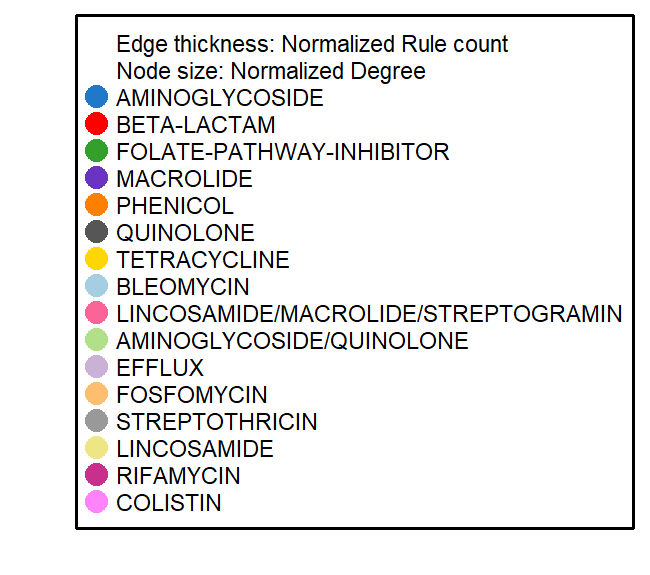 Edge thickness: Normalized Rule count
Node size: Normalized Degree
AMINOGLYCOSIDE
BETA-LACTAM
FOLATE-PATHWAY-INHIBITOR
MACROLIDE
PHENICOL
QUINOLONE
TETRACYCLINE
BLEOMYCIN
LINCOSAMIDE/MACROLIDE/STREPTOGRAMIN
AMINOGLYCOSIDE/QUINOLONE
EFFLUX
FOSFOMYCIN
STREPTOTHRICIN
LINCOSAMIDE
RIFAMYCIN
COLISTIN